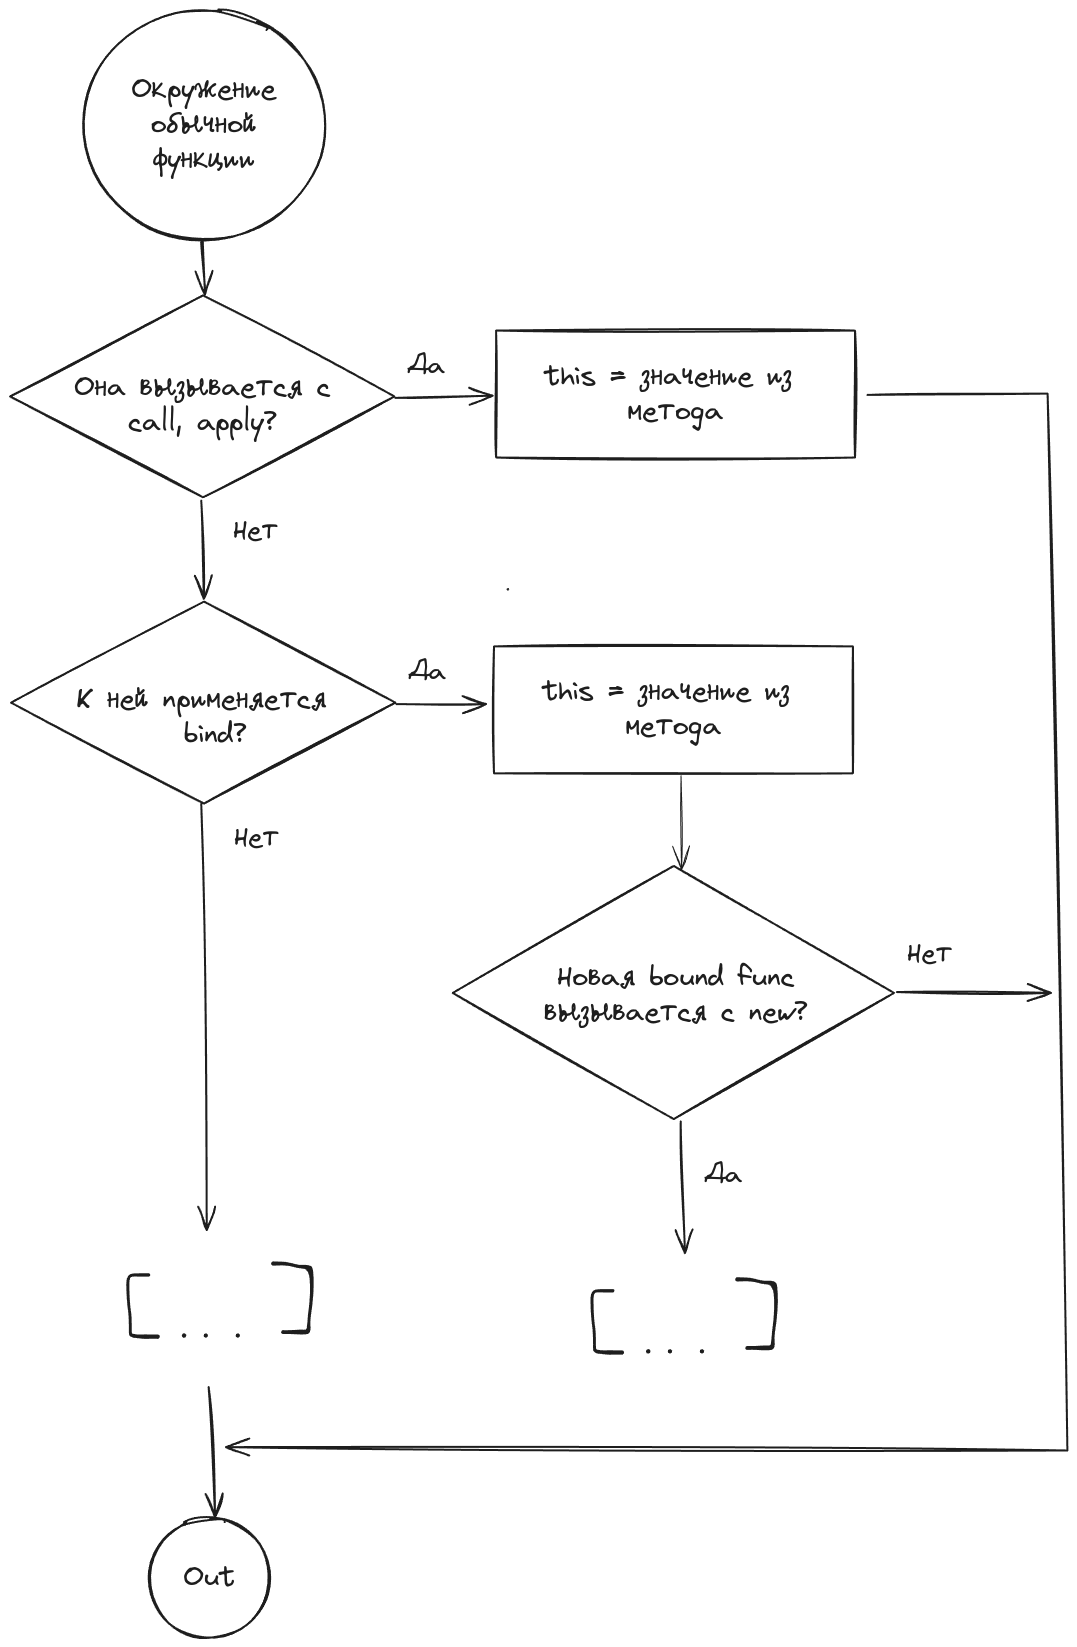 Окружение
обычной
функции
Она вызывается с
call, apply?
Да
this = значение из
метода
Нет
К ней применяется
bind?
Да
this = значение из
метода
Нет
Новая bound func
вызывается с new?
Нет
Да
[ ... ]
[ ... ]
Out